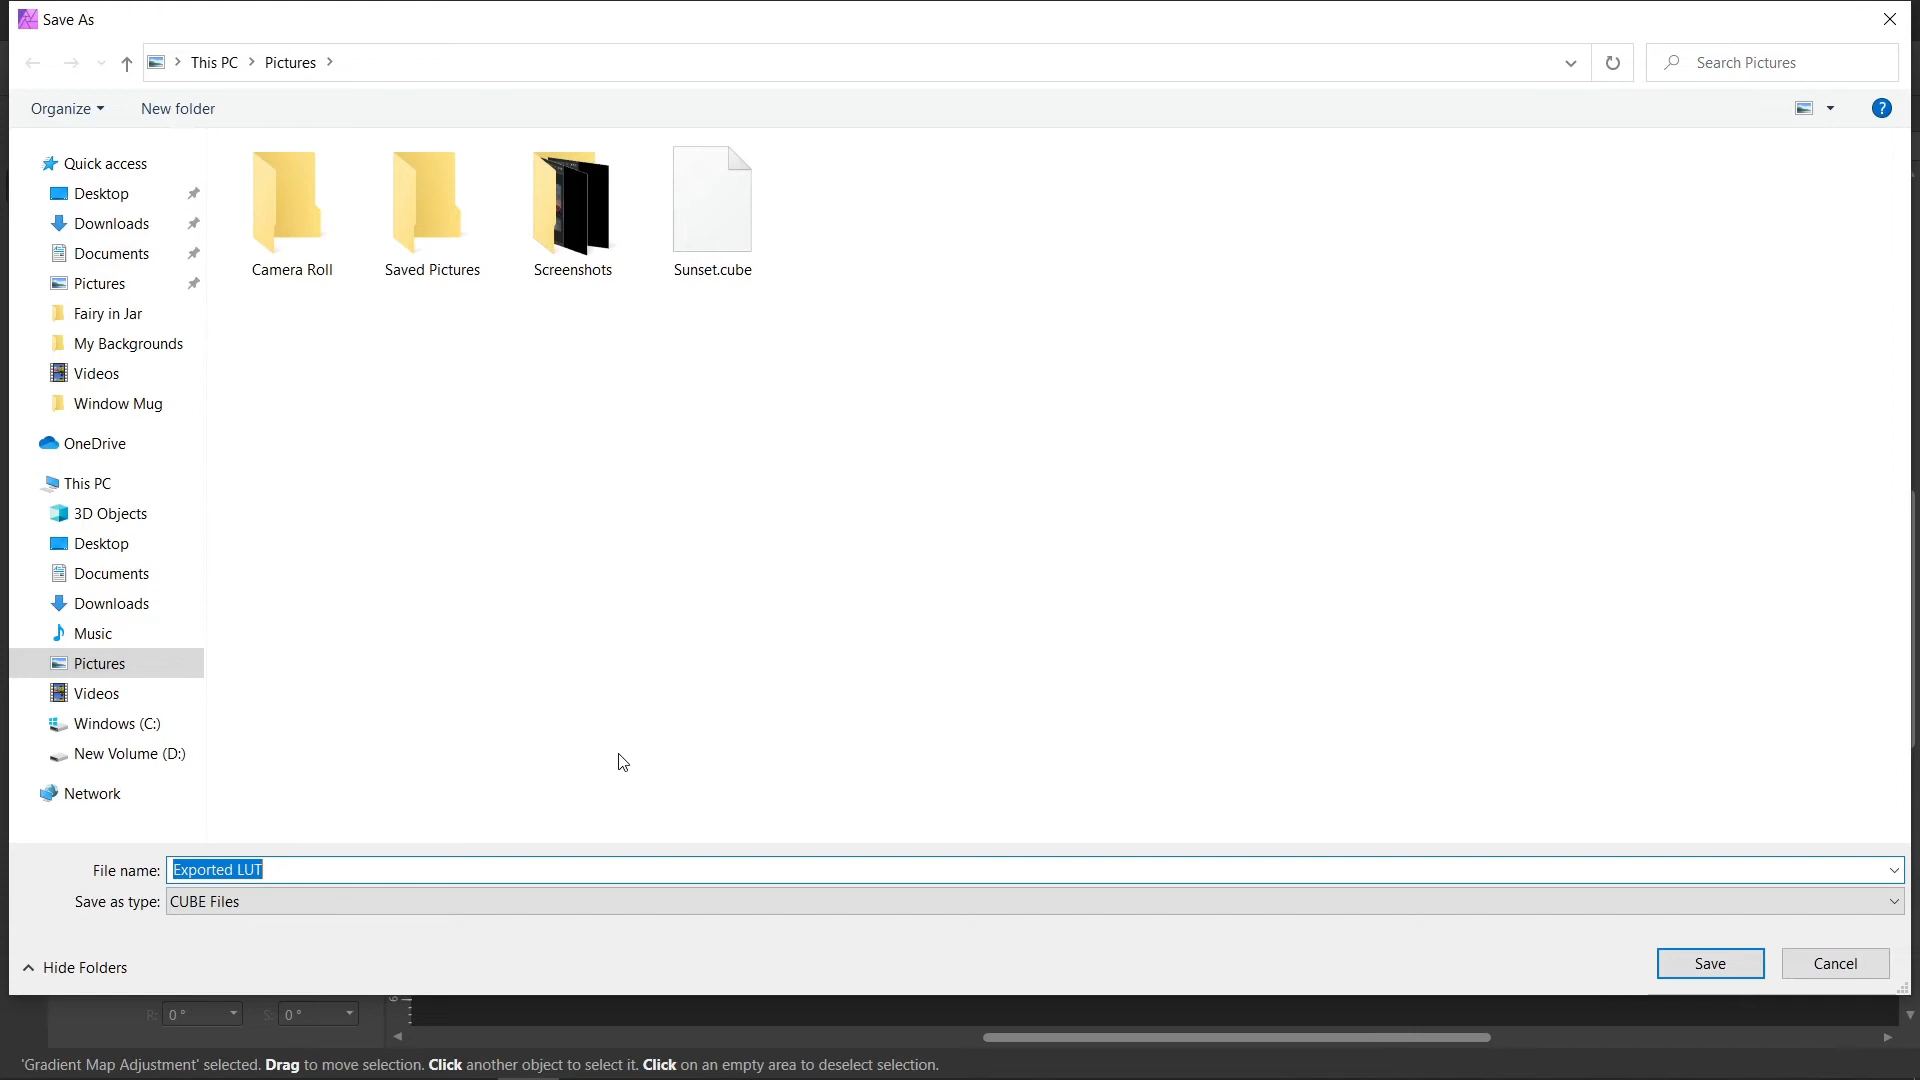 Save As
This PC
Pictures
Search Pictures
Organize
New folder
?
Quick access
Desktop
Downloads
Documents
Pictures
Fairy in Jar
My Backgrounds
Videos
Window Mug
OneDrive
This PC
3D Objects
Desktop
Documents
Downloads
Music
Pictures
Videos
Windows (C:)
New Volume (D:)
Network
Camera Roll
Saved Pictures
Screenshots
Sunset.cube
File name: Exported LUT
Save as type: CUBE Files
Hide Folders
Save
Cancel
R: 0 °
S: 0 °
'Gradient Map Adjustment' selected. Drag to move selection. Click another object to select it. Click on an empty area to deselect selection.